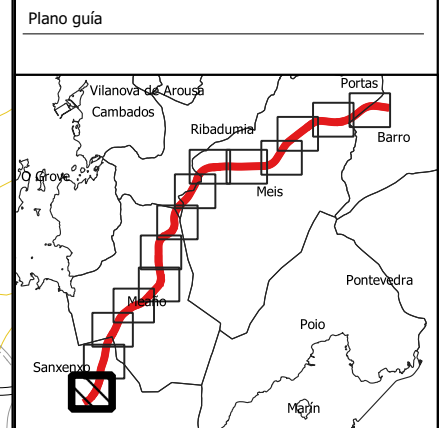 Plano guía
Portas
Vilanova de Arousa
Cambados
Ribadumia
Barro
O Grove
Meis
Pontevedra
Meaño
Poio
Sanxenxo
Marín